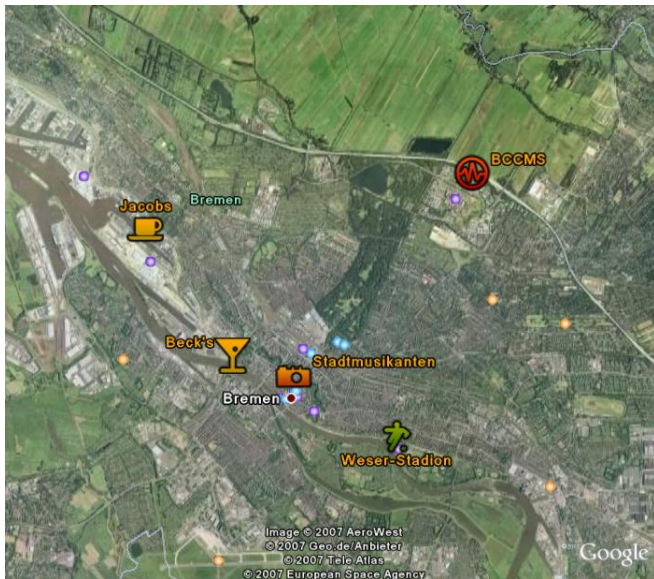 BCCMS
Bremen
Jacobs
Beck's
Stadtmusikanten
Bremen
Weser-Stadion
Image © 2007 AeroWest
© 2007 Geo.de/Anbieter
© 2007 Tele Atlas
© 2007 European Space Agency
Google